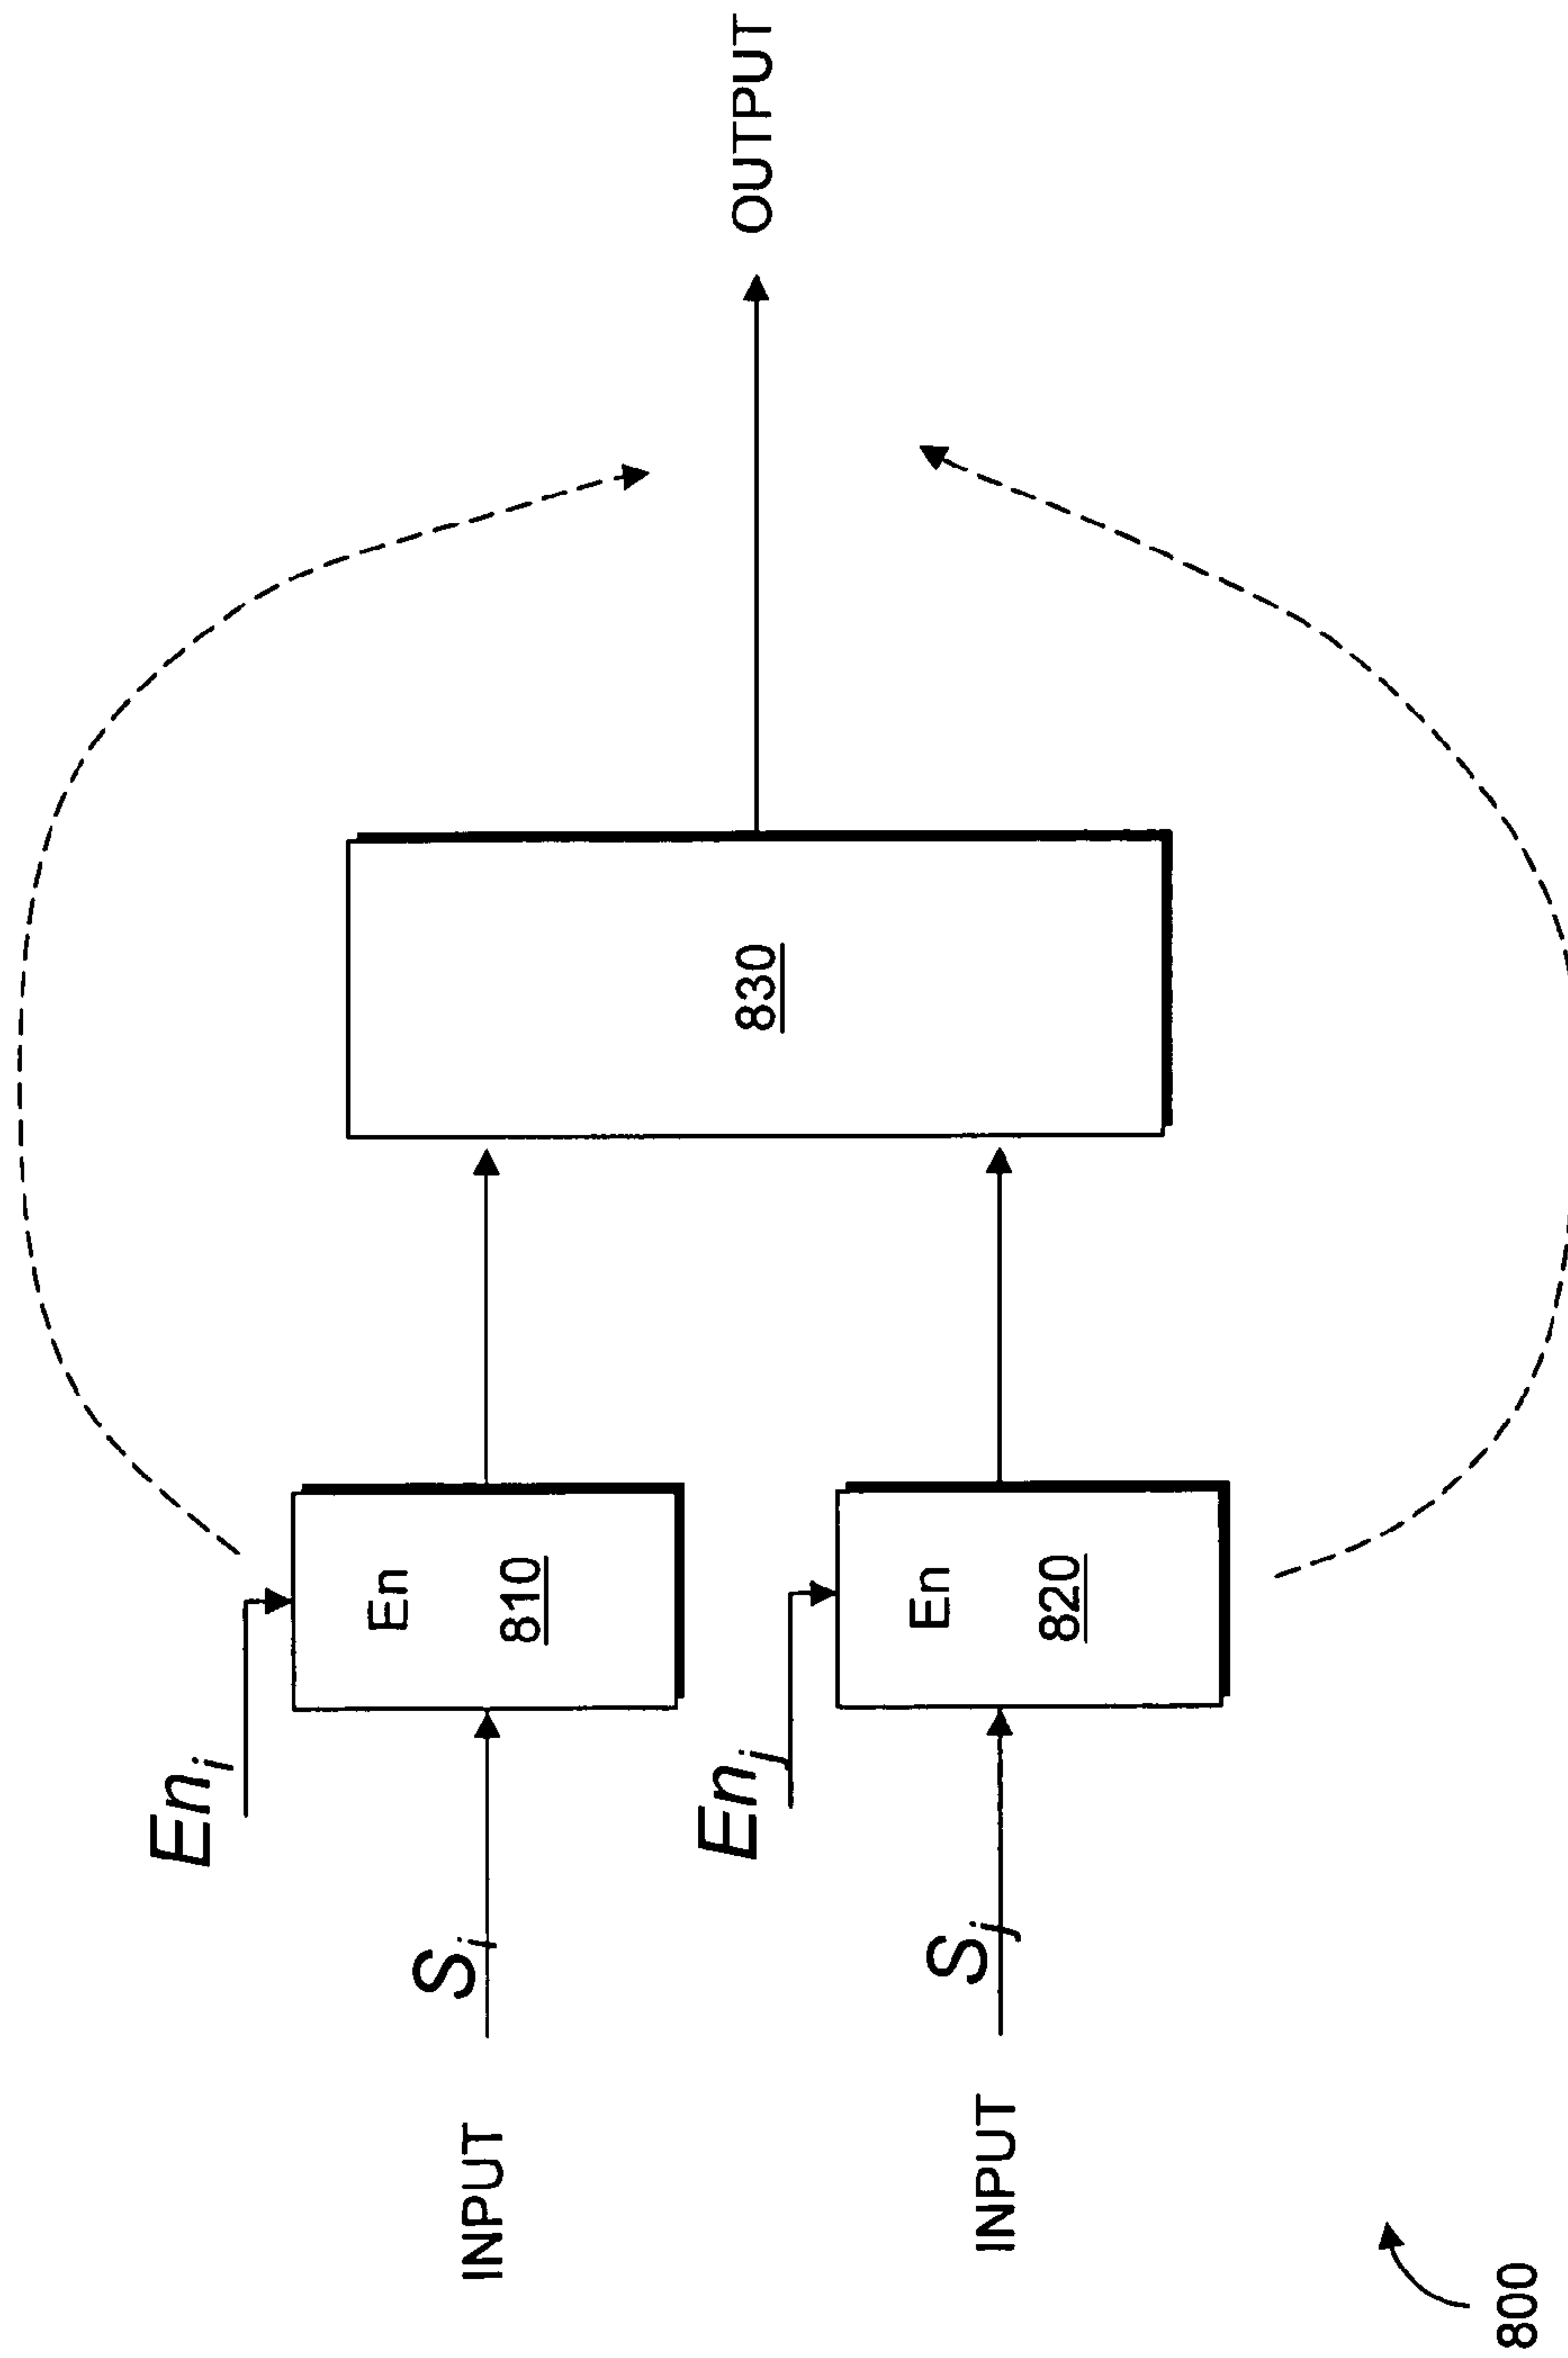 En_i
En
810
INPUT
S_i
830
OUTPUT
En_j
En
820
INPUT
S_j
800